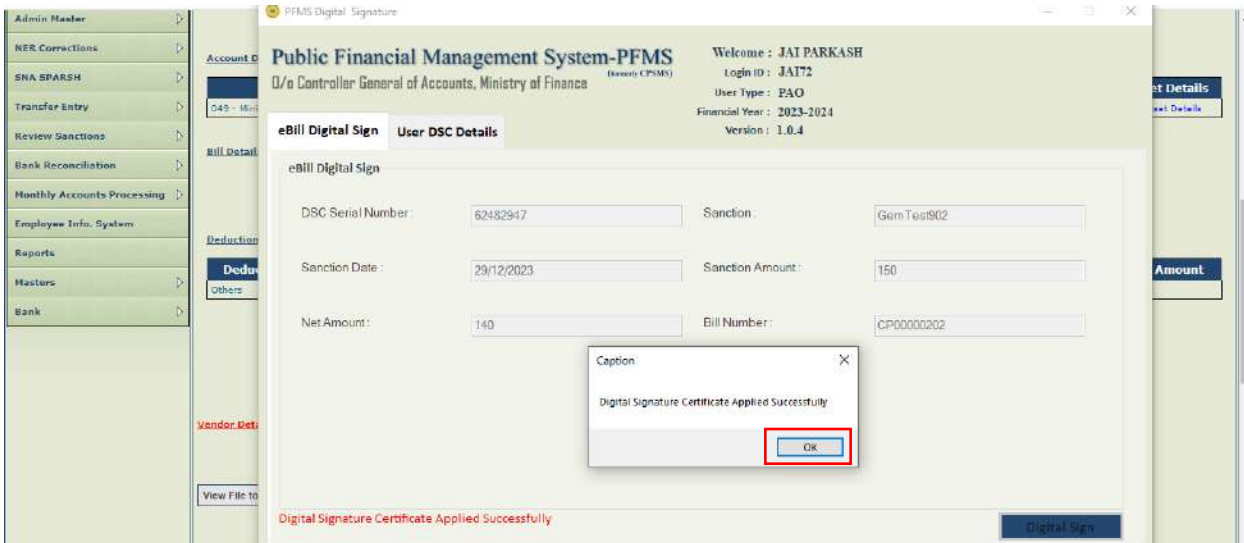 Admin Master
NER Corrections
SNA SPARSH
Transfer Entry
Review Sanctions
Bank Reconciliation
Monthly Accounts Processing
Employee Info. System
Reports
Masters
Bank
Account D
049 - Mini
Bill Detail
Deduction
Dedu
Others
Vendor Det
View File to
et Details
set Details
Amount
PFMS Digital Signature
Public Financial Management System-PFMS
(formerly CPSMS)
O/o Controller General of Accounts, Ministry of Finance
Welcome : JAI PARKASH
Login ID : JAI72
User Type : PAO
Financial Year : 2023-2024
Version : 1.0.4
eBill Digital Sign User DSC Details
eBill Digital Sign
DSC Serial Number : 62482947 Sanction : GemTest902
Sanction Date : 29/12/2023 Sanction Amount : 150
Net Amount : 140 Bill Number : CP00000202
Caption
Digital Signature Certificate Applied Successfully
OK
Digital Signature Certificate Applied Successfully
Digital Sign